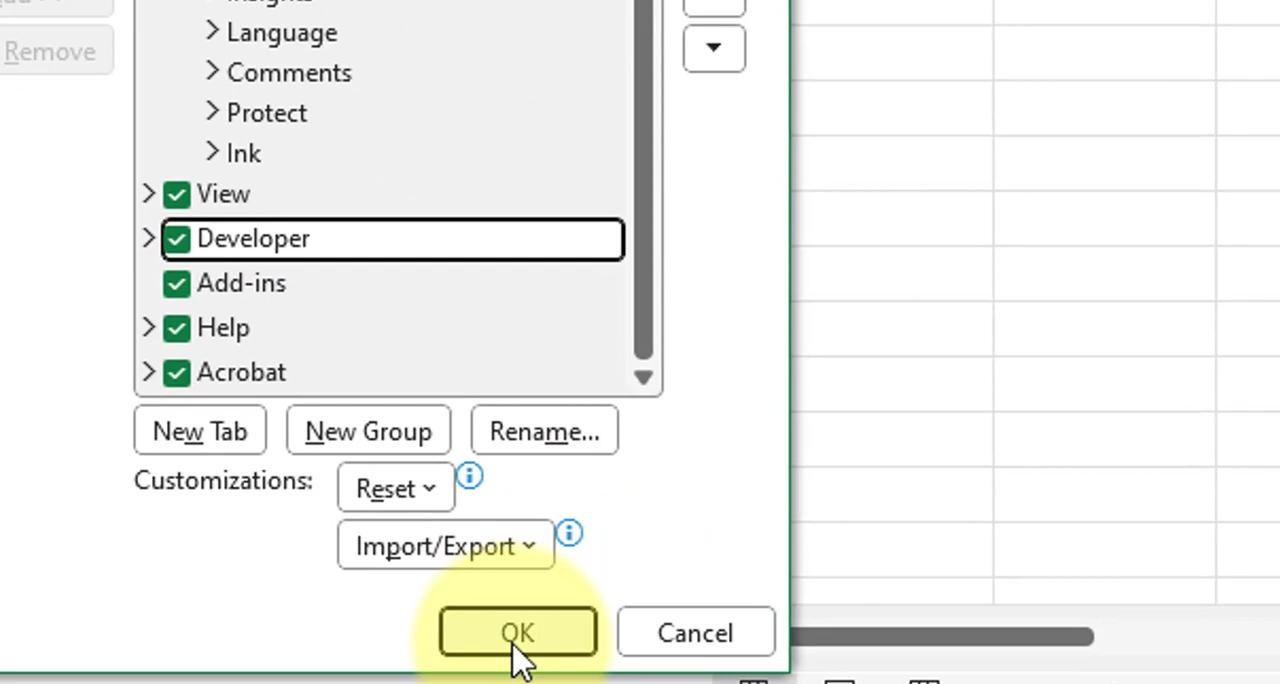 Remove
Language
Comments
Protect
Ink
View
Developer
Add-ins
Help
Acrobat
New Tab
New Group
Rename...
Customizations:
Reset
Import/Export
OK
Cancel